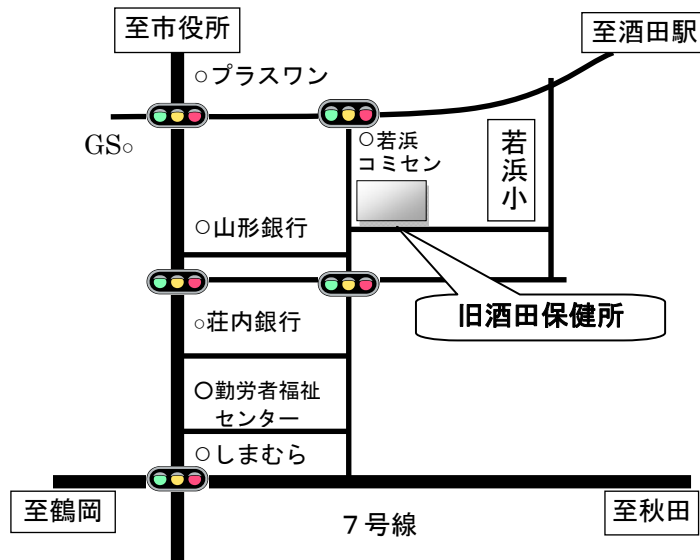 至市役所
至酒田駅
○プラスワン
GS○
○若浜
コミセン
若浜小
○山形銀行
旧酒田保健所
○荘内銀行
○勤労者福祉
センター
○しまむら
至鶴岡
７号線
至秋田